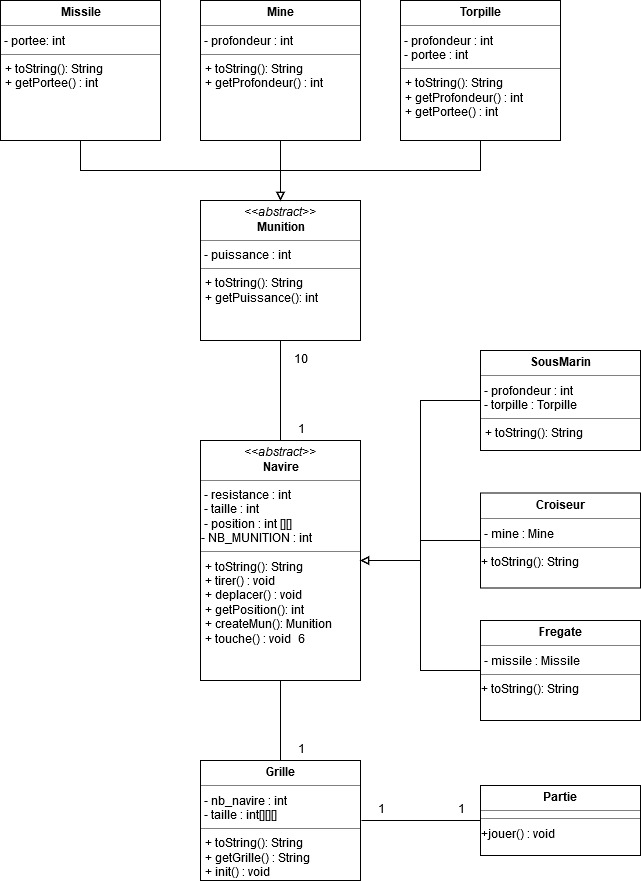 Missile
- portee: int
+ toString(): String
+ getPortee() : int
Mine
- profondeur : int
+ toString(): String
+ getProfondeur() : int
Torpille
- profondeur : int
- portee : int
+ toString(): String
+ getProfondeur() : int
+ getPortee() : int
<<abstract>>
Munition
- puissance : int
+ toString(): String
+ getPuissance(): int
10
1
<<abstract>>
Navire
- resistance : int
- taille : int
- position : int [][]
- NB_MUNITION : int
+ toString(): String
+ tirer() : void
+ deplacer() : void
+ getPosition(): int
+ createMun(): Munition
+ touche() : void 6
SousMarin
- profondeur : int
- torpille : Torpille
+ toString(): String
Croiseur
- mine : Mine
+ toString(): String
Fregate
- missile : Missile
+ toString(): String
1
Grille
- nb_navire : int
- taille : int[][][]
+ toString(): String
+ getGrille() : String
+ init() : void
1
1
Partie
+jouer() : void